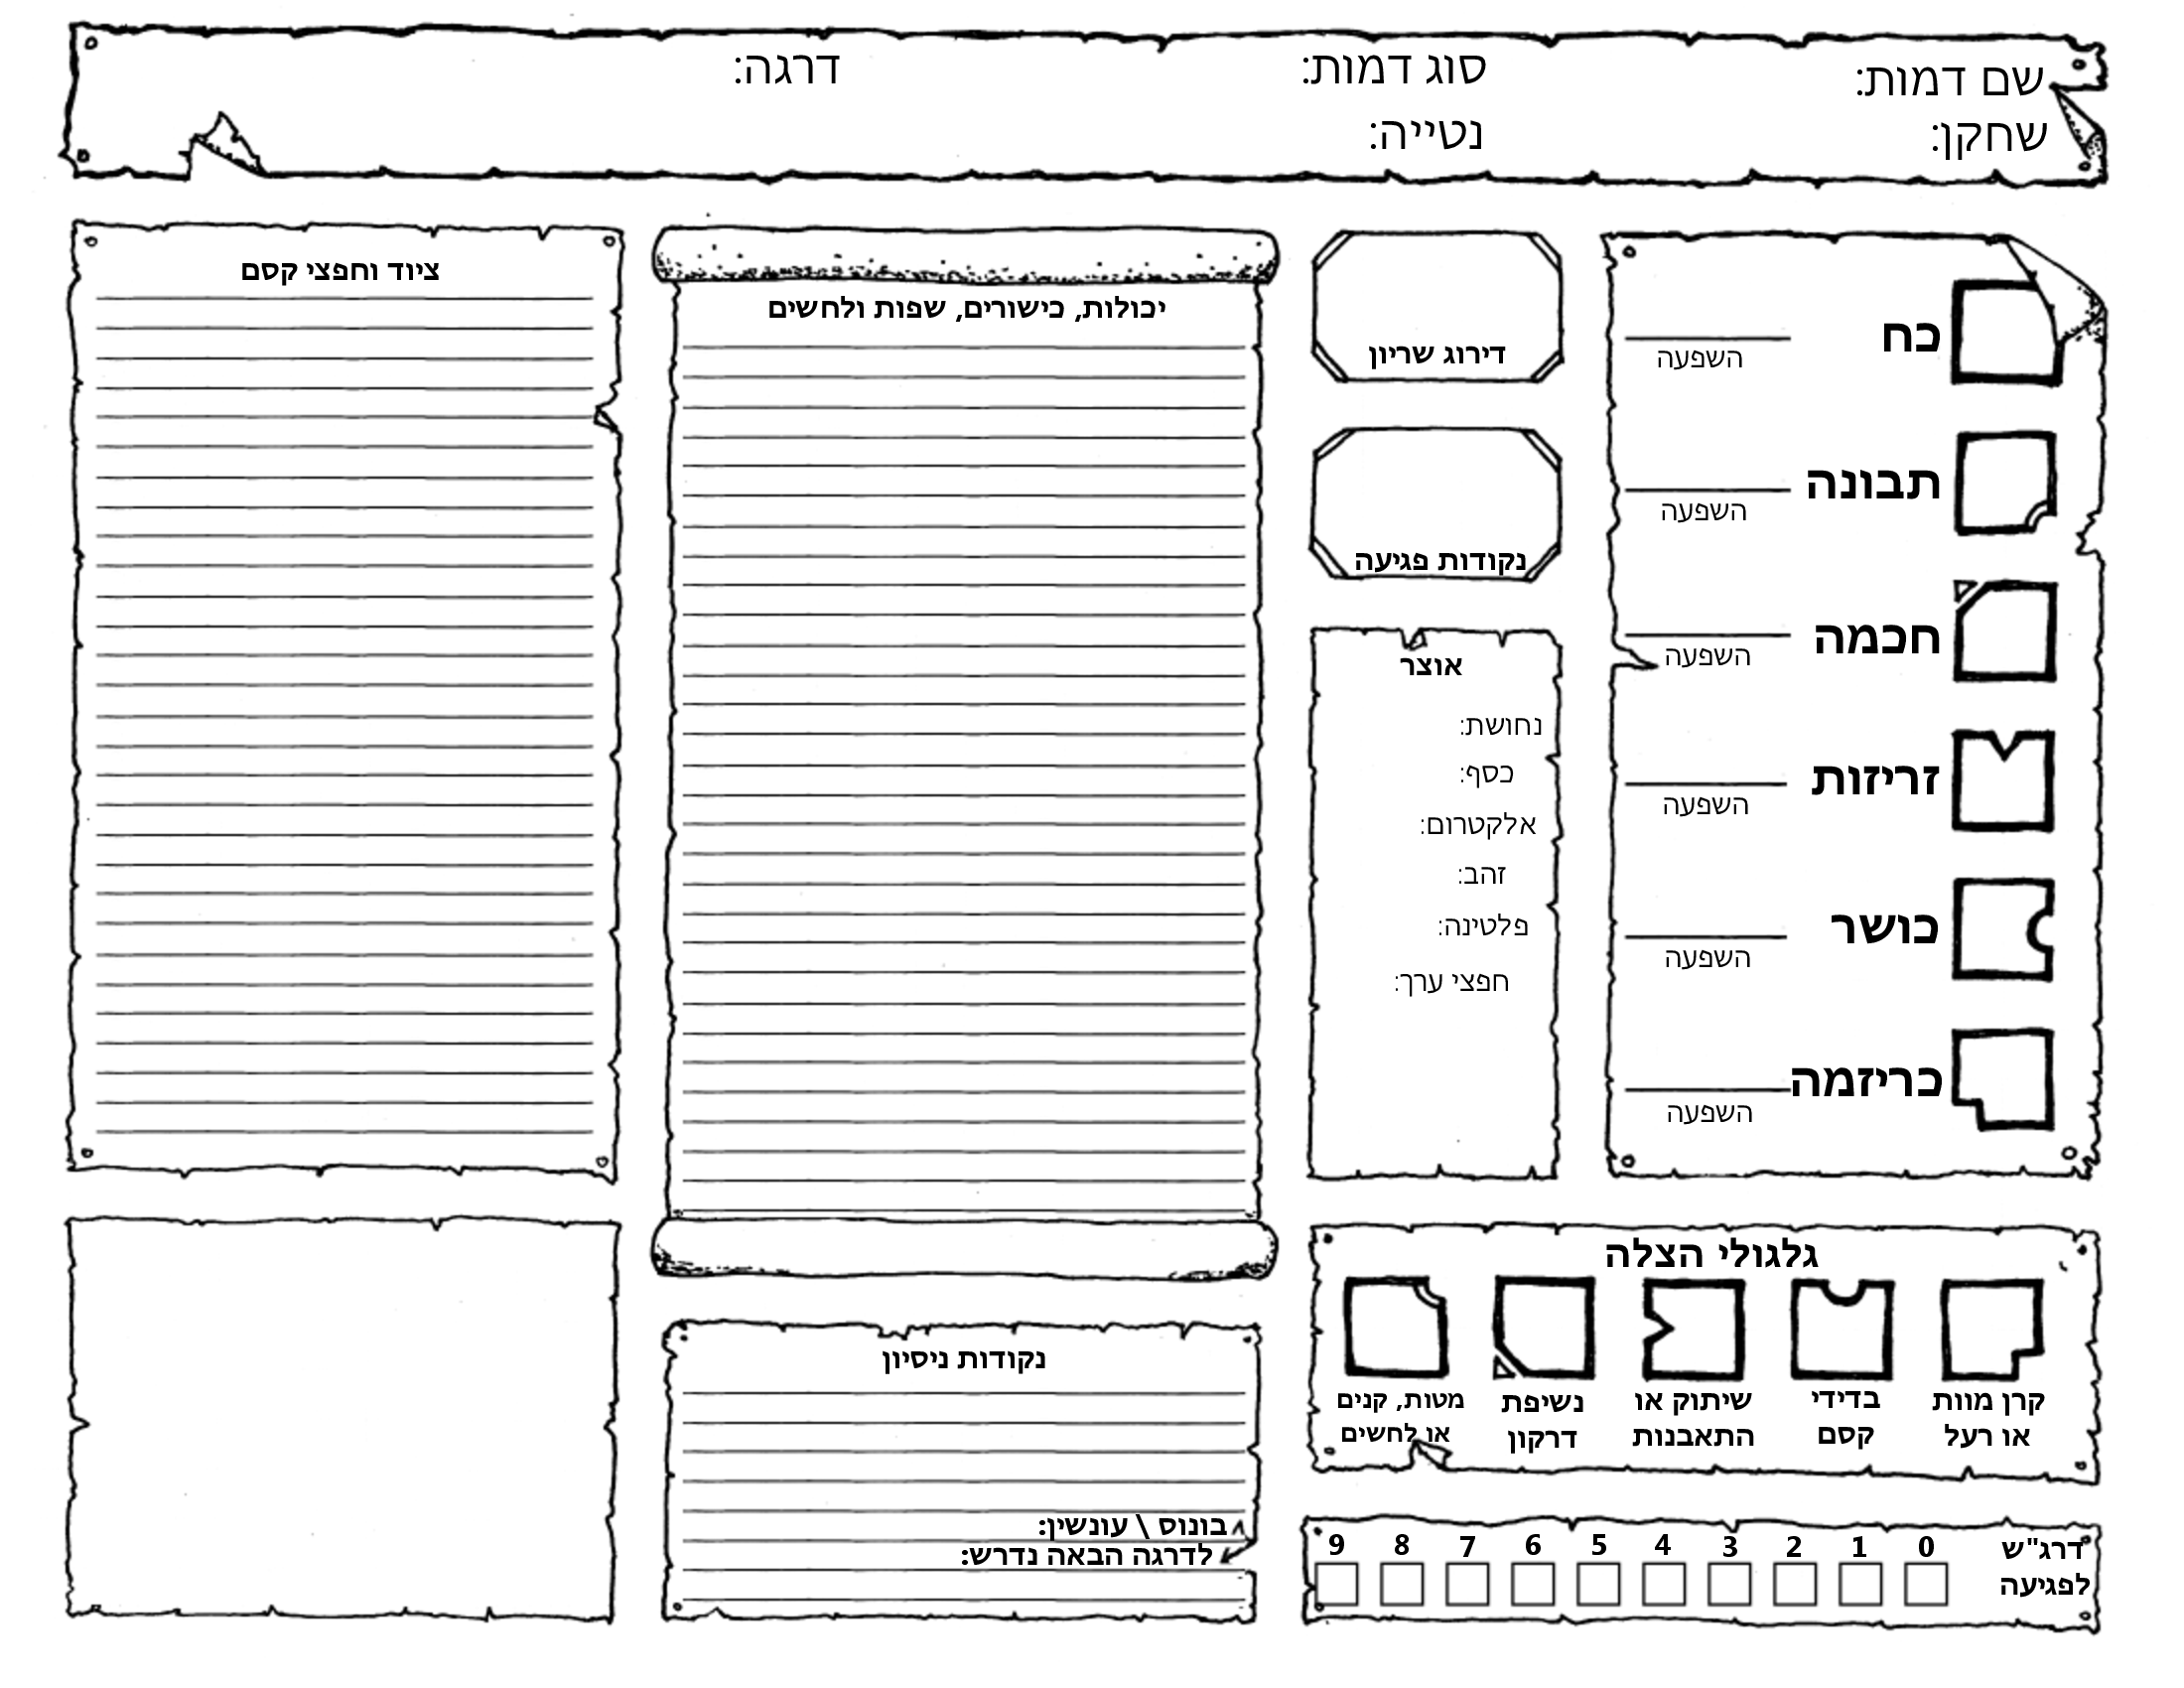 שם דמות:
סוג דמות:
דרגה:
שחקן:
נטייה:
כח
השפעה
תבונה
השפעה
חכמה
השפעה
זריזות
השפעה
כושר
השפעה
כריזמה
השפעה
דירוג שריון
נקודות פגיעה
אוצר
נחושת:
כסף:
אלקטרום:
זהב:
פלטינה:
חפצי ערך:
יכולות, כישורים, שפות ולחשים
ציוד וחפצי קסם
גלגולי הצלה
קרן מוות
או רעל
בדידי
קסם
שיתוק או
התאבנות
נשיפת
דרקון
מטות, קנים
או לחשים
נקודות ניסיון
בונוס \ עונשין:
לדרגה הבאה נדרש:
דרג"ש
לפגיעה
0 1 2 3 4 5 6 7 8 9